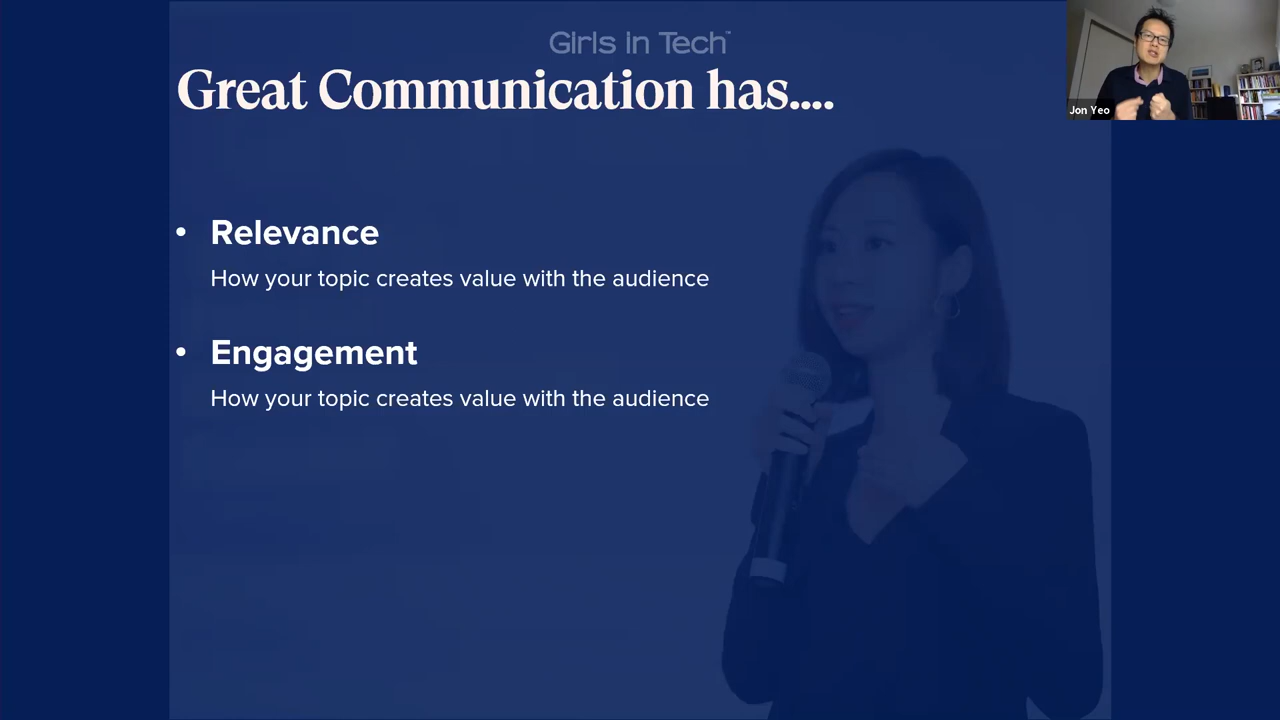 Girls in Tech™
Great Communication has....
Jon Yeo
• Relevance
How your topic creates value with the audience
• Engagement
How your topic creates value with the audience